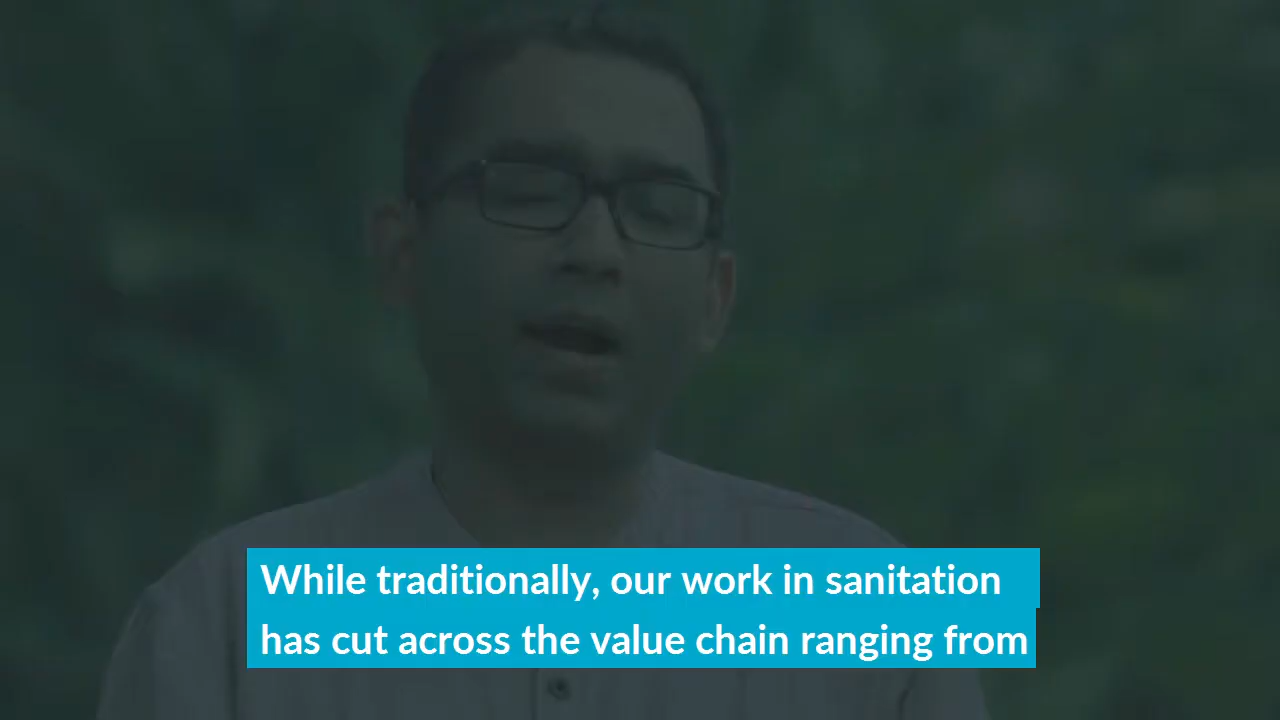 While traditionally, our work in sanitation
has cut across the value chain ranging from